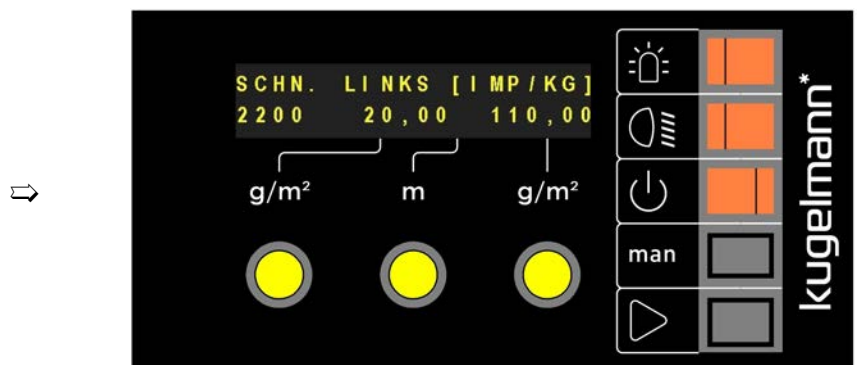 SCHN. LINKS [IMP/KG]
2200 20,00 110,00
g/m² m g/m²
man
kugelmann*